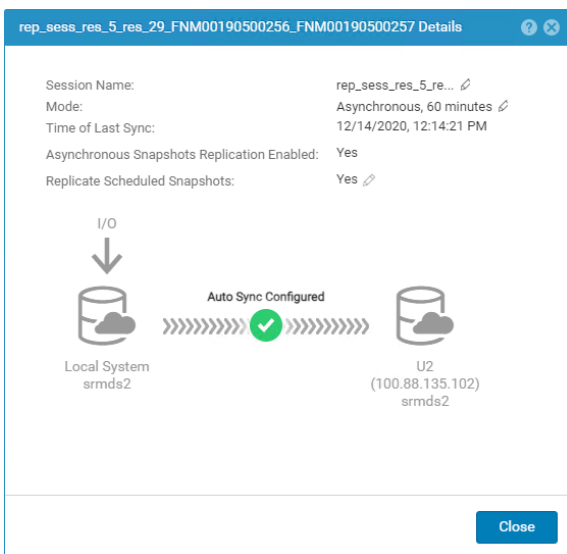 rep_sess_res_5_res_29_FNM00190500256_FNM00190500257 Details
Session Name: rep_sess_res_5_re...
Mode: Asynchronous, 60 minutes
Time of Last Sync: 12/14/2020, 12:14:21 PM
Asynchronous Snapshots Replication Enabled: Yes
Replicate Scheduled Snapshots: Yes
I/O
Auto Sync Configured
Local System
srmds2
U2
(100.88.135.102)
srmds2
Close